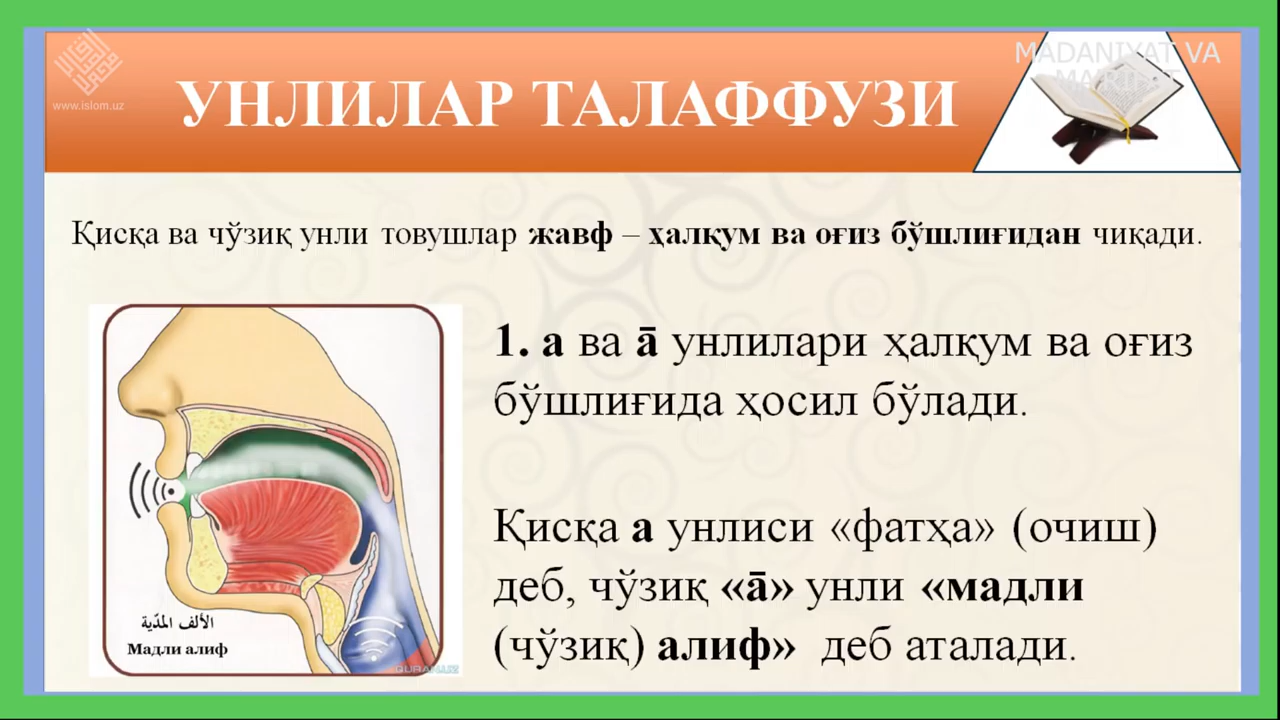 www.islom.uz
MADANIYAT VA
УНЛИЛАР ТАЛАФФУЗИ
Қисқа ва чўзиқ унли товушлар жавф – ҳалқум ва оғиз бўшлиғидан чиқади.
1. а ва ā унлилари ҳалқум ва оғиз
бўшлиғида ҳосил бўлади.
Қисқа а унлиси «фатҳа» (очиш)
деб, чўзиқ «ā» унли «мадли
(чўзиқ) алиф» деб аталади.
الألف المدّية
Мадли алиф
QURAN.UZ